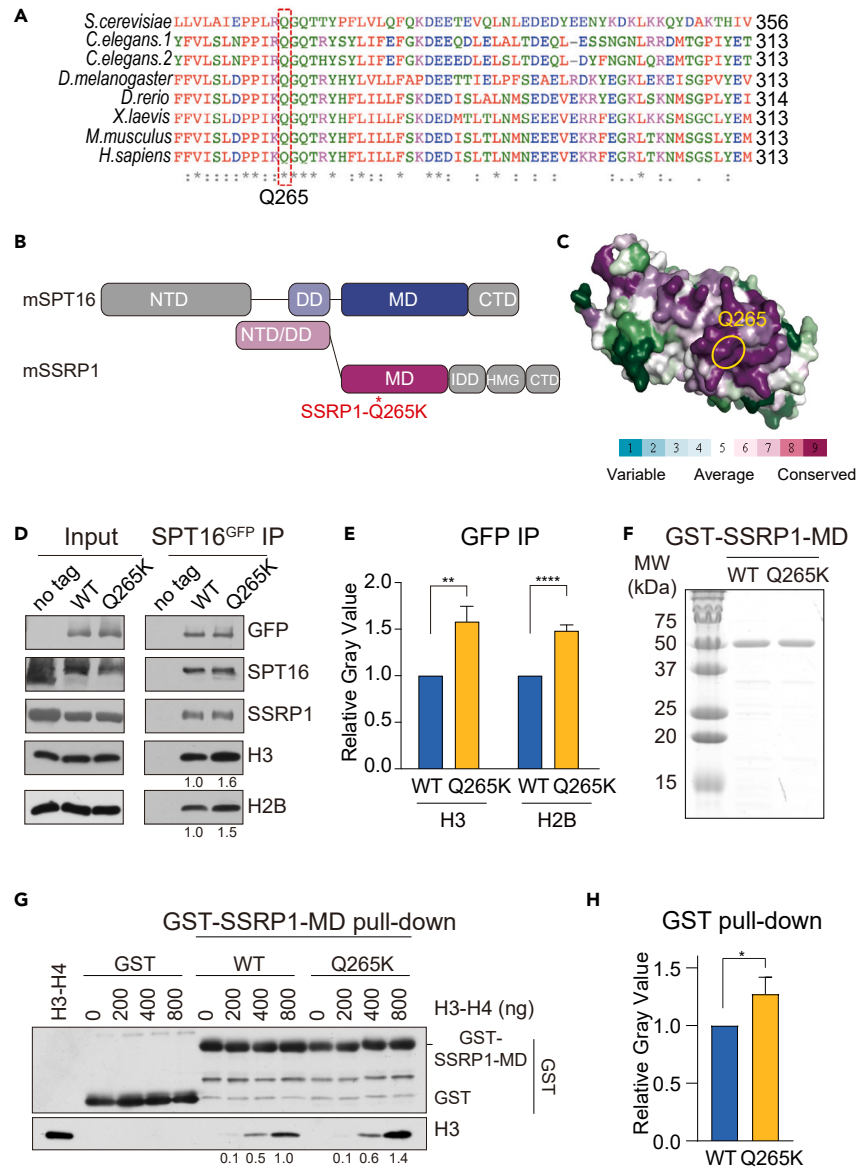 A
S.cerevisiae LLVLAIEPPLRQGQTTYPFLVLQFQKDEETEVQLNLEDEDYEENYKDKLKKQYDAKTHIV 356
C.elegans.1 YFVLSLNPPIRQGQTRYSYLIFEFGKDEEQDLELALTDEQL-ESSNGNLRRDMTGPIYET 313
C.elegans.2 YFVLSLNPPIKQGQTHYSYLIFEFSKDEETDLELSLTDEQL-DYFNGNLQREMTGPIYET 313
D.melanogaster FFVISLDPPIKQGQTRYHYLVLLFAPDEETTIELPFSEAELRDKYEGKLEKEISGPVYEV 313
D.rerio FFVISLDPPIKQGQTRYHFLILLFSKDEDISLALNMSEDEVEKRYEGKLSKNMSGPLYEI 314
X.laevis FFVISLDPPIKQGQTRYHFLILLFSKDEDMTLTLNMSEEEVERRFEGKLTKSMSGCLYEM 313
M.musculus FFVISLDPPIKQGQTRYHFLILLFSKDEDISLTLNMNEEEVEKRFEGRLTKNMSGSLYEM 313
H.sapiens FFVISLDPPIKQGQTRYHFLILLFSKDEDISLTLNMNEEEVEKRFEGRLTKNMSGSLYEM 313
Q265
B
mSPT16
NTD DD MD CTD
NTD/DD
mSSRP1
MD IDD HMG CTD
*
SSRP1-Q265K
C
Q265
1 2 3 4 5 6 7 8 9
Variable Average Conserved
D
Input SPT16GFP IP
no tag WT Q265K no tag WT Q265K
GFP
SPT16
SSRP1
H3
1.0 1.6
H2B
1.0 1.5
E
GFP IP
Relative Gray Value
2.0
1.5
1.0
0.5
0.0
** ****
WT Q265K WT Q265K
H3 H2B
F
GST-SSRP1-MD
MW
(kDa)
WT Q265K
75
50
37
25
20
15
G
GST-SSRP1-MD pull-down
H3-H4
GST WT Q265K
0 200 400 800 0 200 400 800 0 200 400 800 H3-H4 (ng)
GST-
SSRP1-MD
GST
GST
H3
0.1 0.5 1.0 0.1 0.6 1.4
H
GST pull-down
Relative Gray Value
1.5
1.0
0.5
0.0
*
WT Q265K